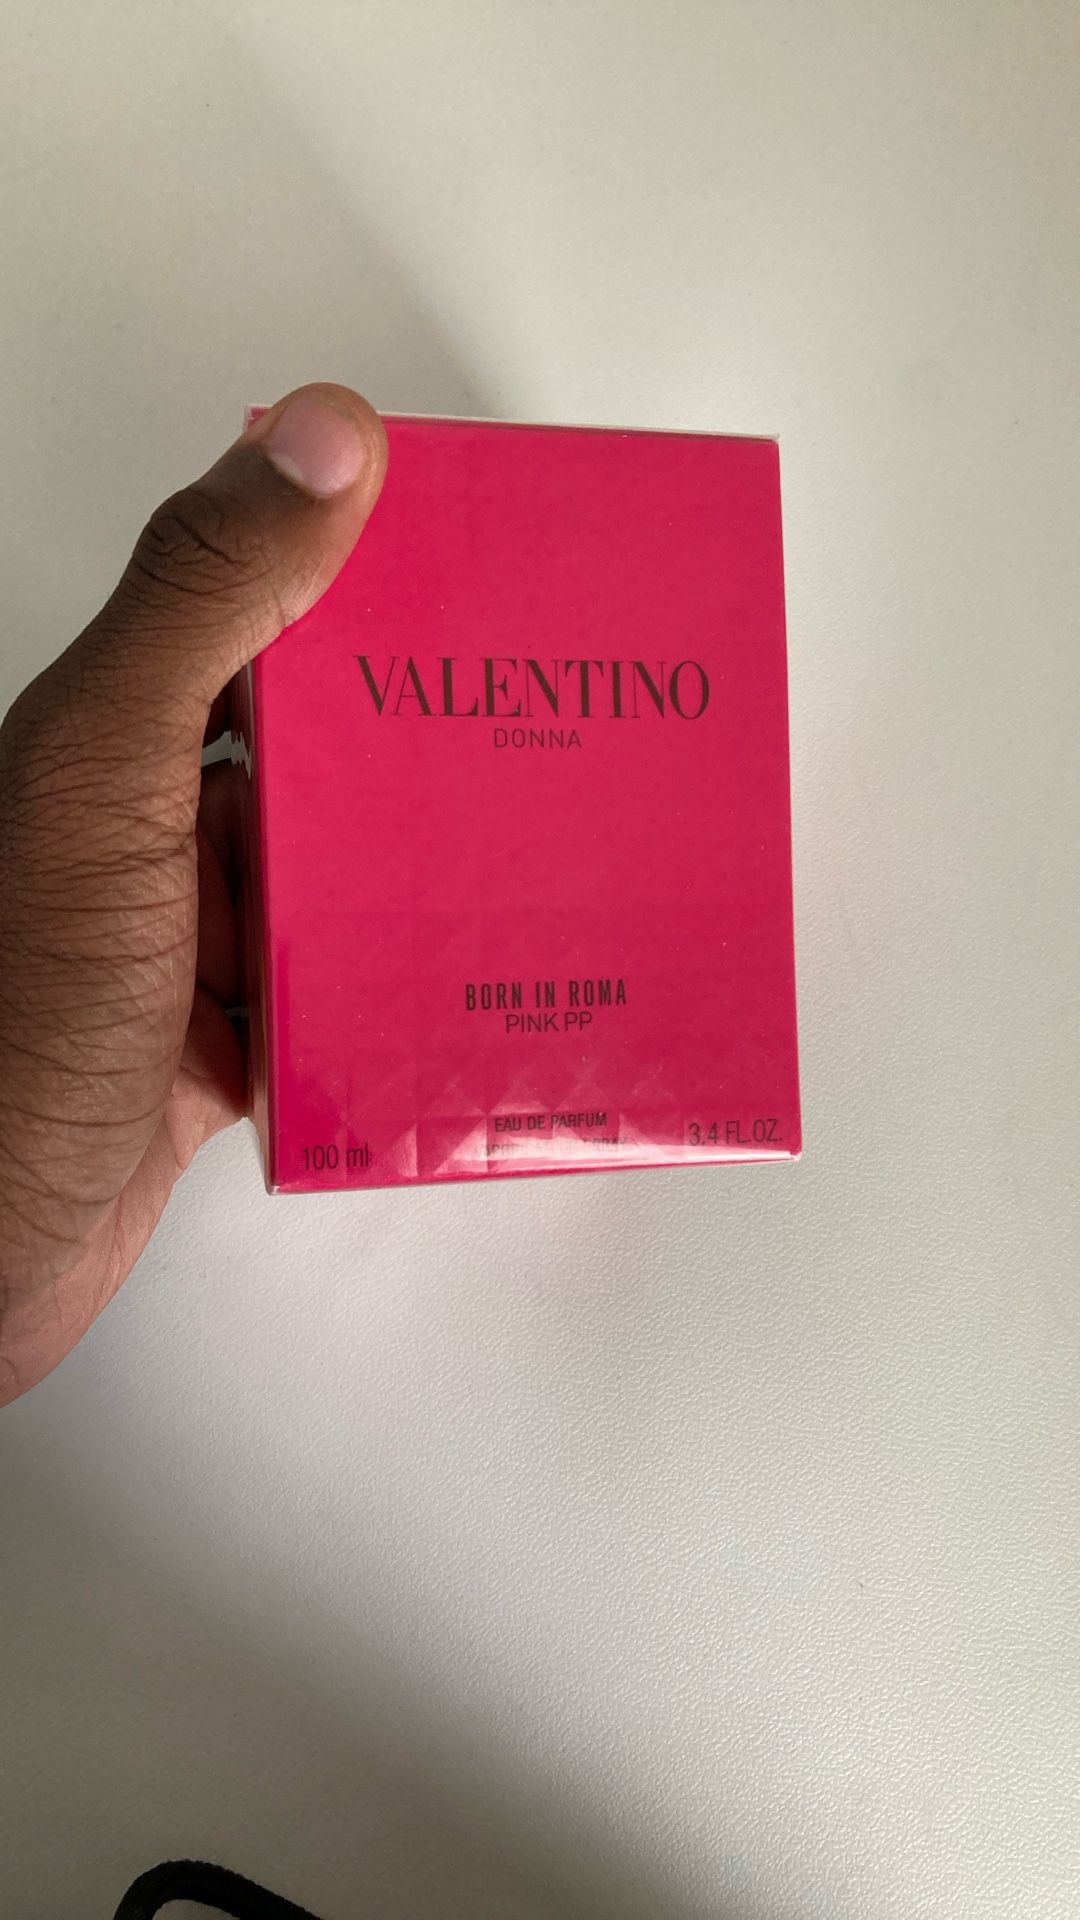 VALENTINO
DONNA
BORN IN ROMA
PINK PP
EAU DE PARFUM
100 ml
3.4 FL.OZ.